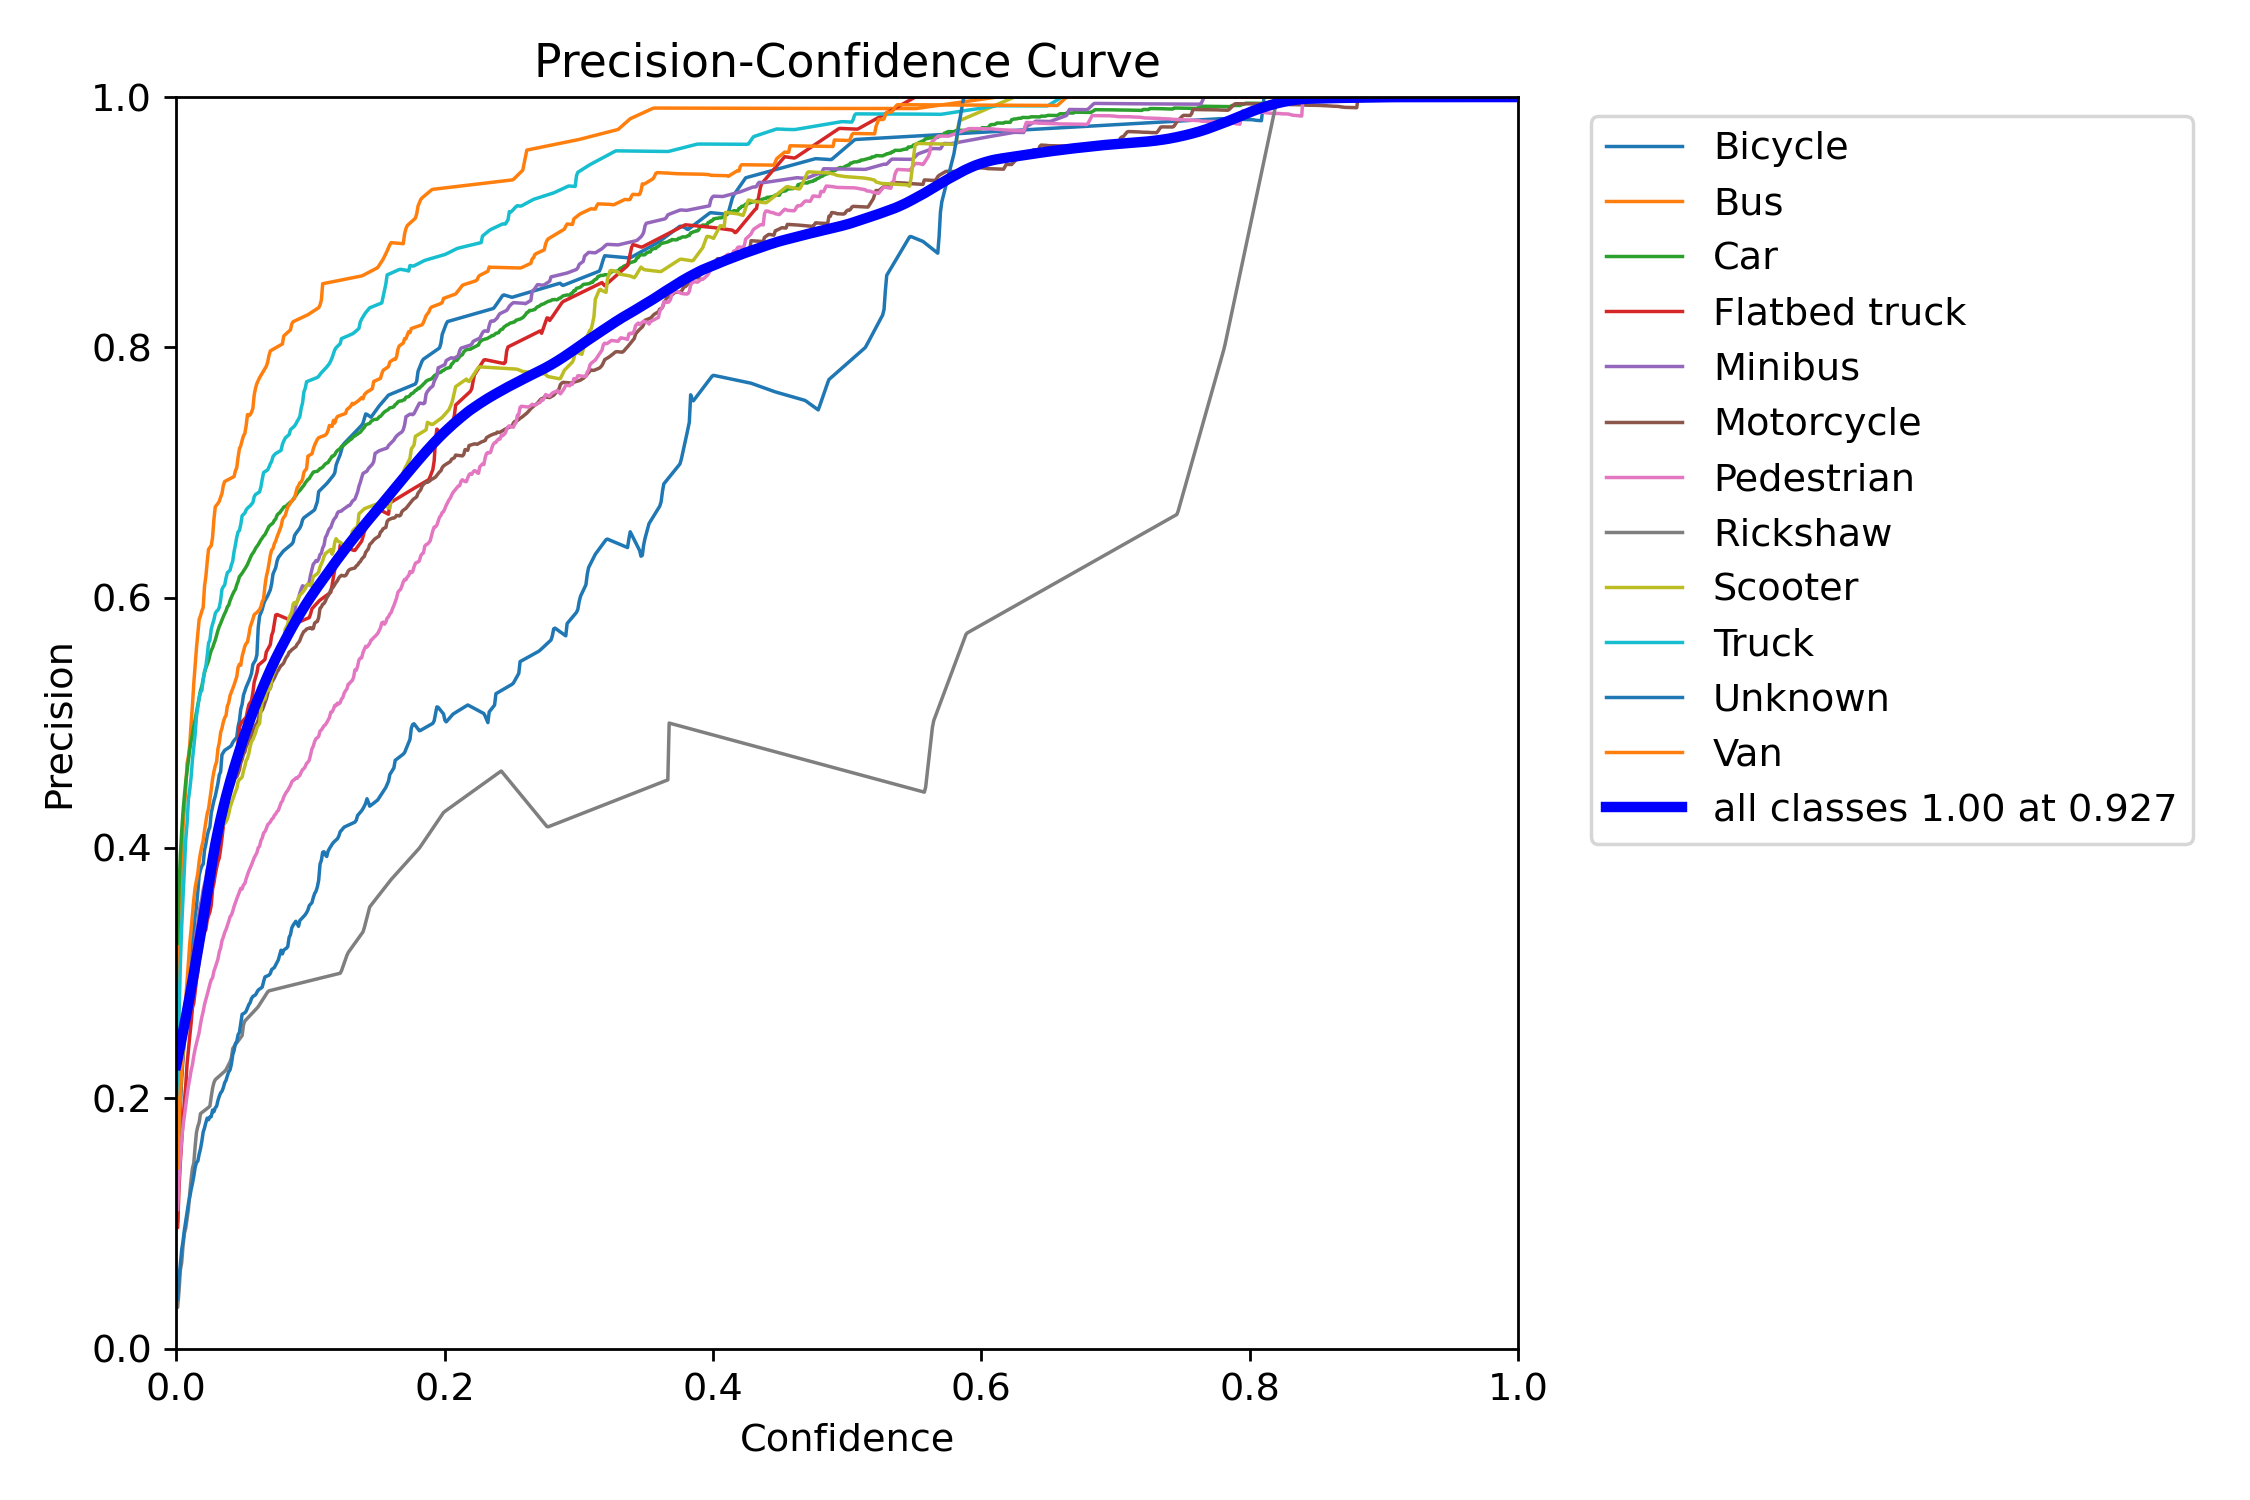 Precision-Confidence Curve
1.0
0.8
0.6
0.4
0.2
0.0
Precision
0.0 0.2 0.4 0.6 0.8 1.0
Confidence
Bicycle
Bus
Car
Flatbed truck
Minibus
Motorcycle
Pedestrian
Rickshaw
Scooter
Truck
Unknown
Van
all classes 1.00 at 0.927